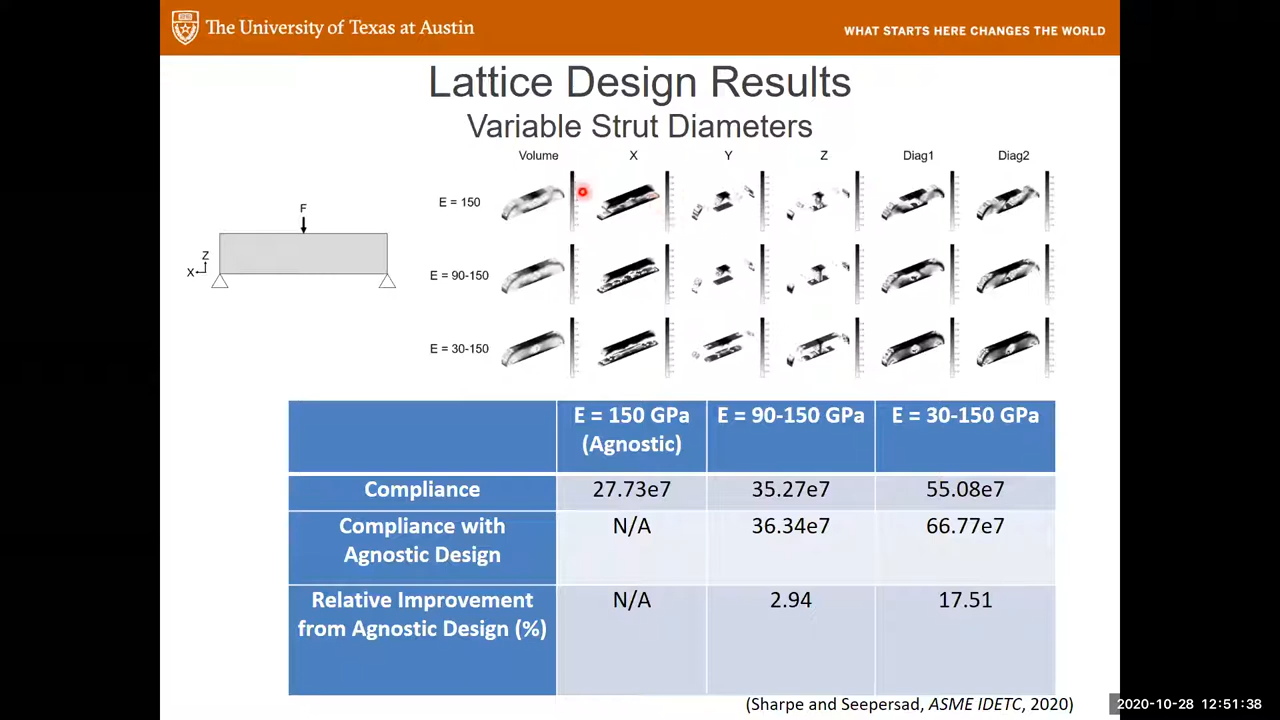 The University of Texas at Austin
WHAT STARTS HERE CHANGES THE WORLD
Lattice Design Results
Variable Strut Diameters
Volume X Y Z Diag1 Diag2
E = 150
E = 90-150
E = 30-150
F
Z
X
E = 150 GPa (Agnostic) E = 90-150 GPa E = 30-150 GPa
Compliance 27.73e7 35.27e7 55.08e7
Compliance with Agnostic Design N/A 36.34e7 66.77e7
Relative Improvement from Agnostic Design (%) N/A 2.94 17.51
(Sharpe and Seepersad, ASME IDETC, 2020)
2020-10-28 12:51:38